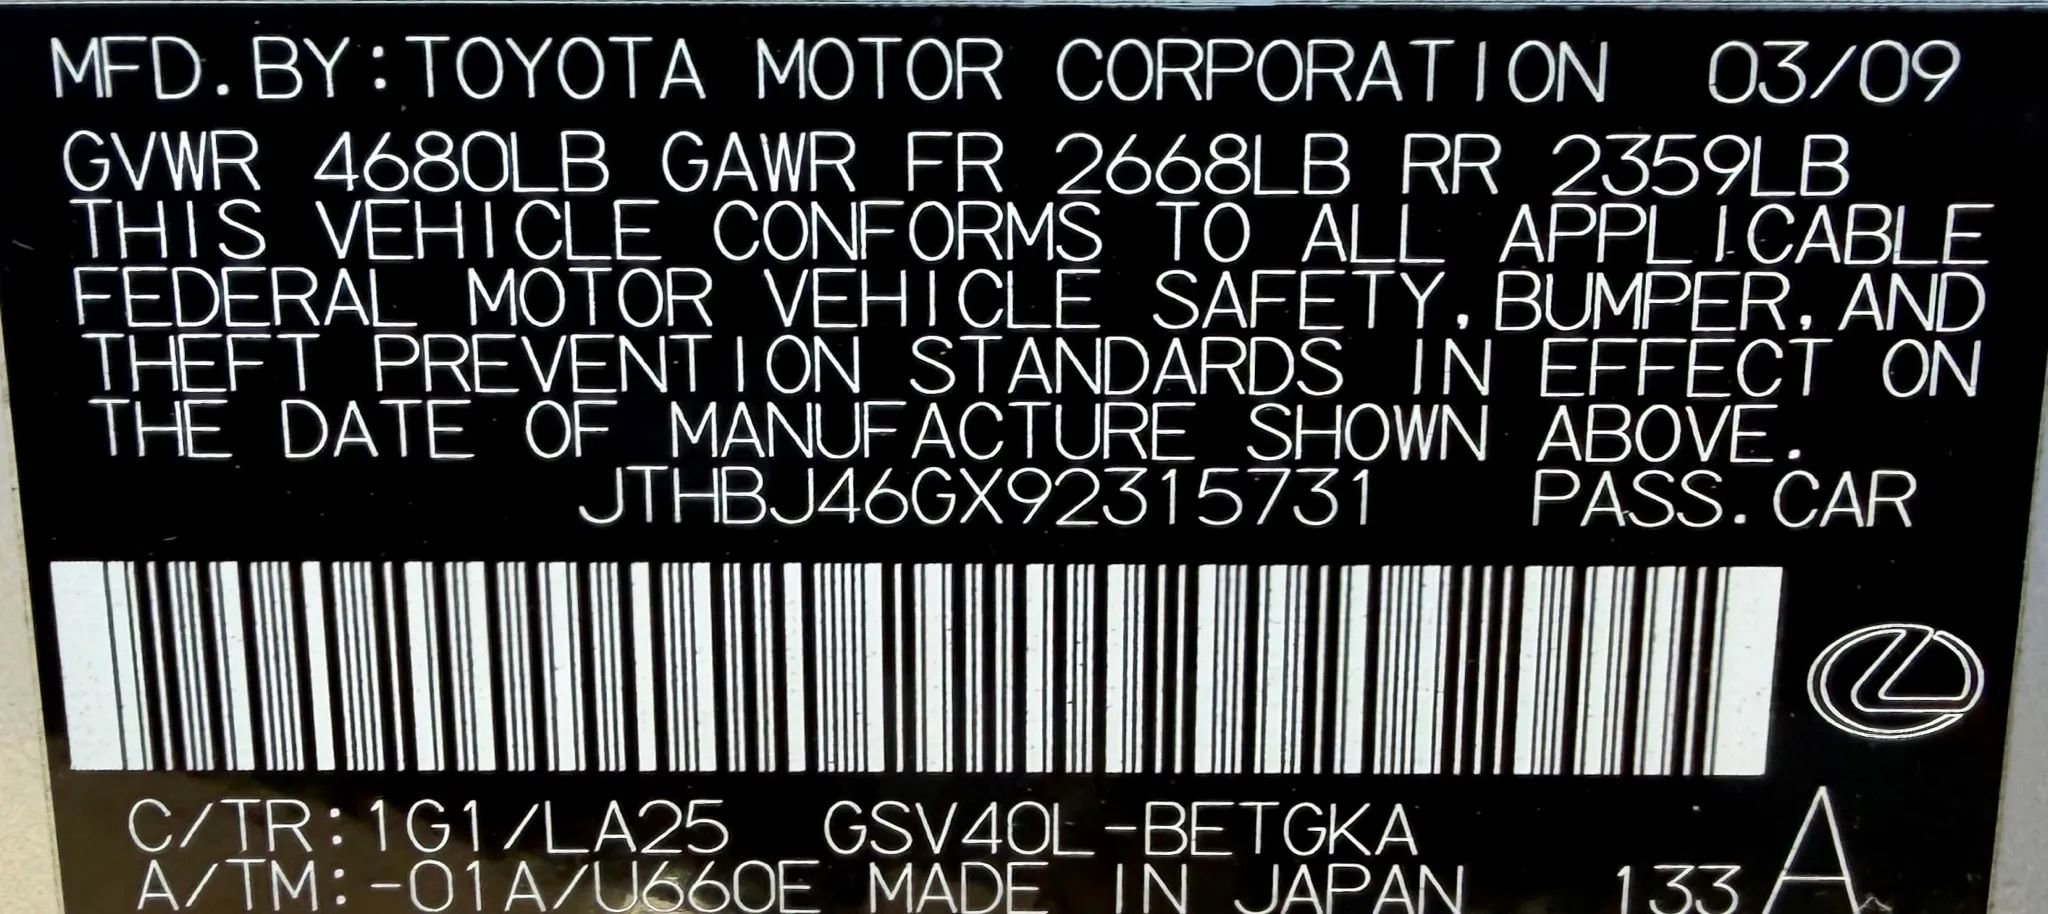 MFD.BY:TOYOTA MOTOR CORPORATION 03/09
GVWR 4680LB GAWR FR 2668LB RR 2359LB
THIS VEHICLE CONFORMS TO ALL APPLICABLE
FEDERAL MOTOR VEHICLE SAFETY,BUMPER,AND
THEFT PREVENTION STANDARDS IN EFFECT ON
THE DATE OF MANUFACTURE SHOWN ABOVE.
JTHBJ46GX92315731 PASS.CAR
C/TR:1G1/LA25 GSV40L-BETGKA
A/TM:-01A/U660E MADE IN JAPAN 133 A